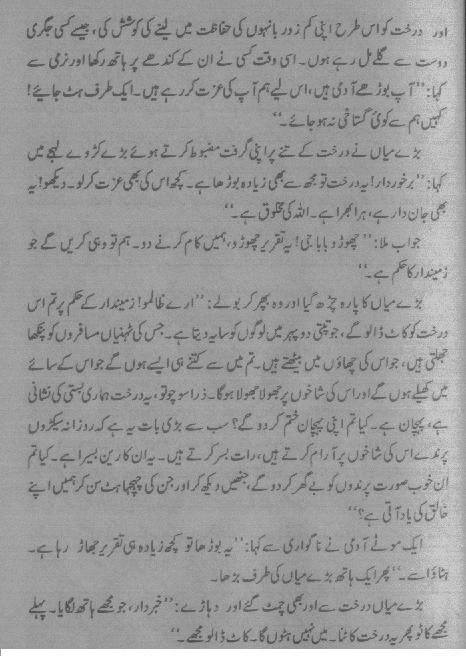 اور درخت کو اس طرح اپنی کم زور بانہوں کی حفاظت میں لینے کی کوشش کی، جیسے کسی جگری
دوست سے گلے مل رہے ہوں۔ اسی وقت کسی نے ان کے کندھے پر ہاتھ رکھا اور نرمی سے
کہا: ’’آپ بوڑھے آدمی ہیں، اس لیے ہم آپ کی عزت کر رہے ہیں۔ ایک طرف ہٹ جائیے!
کہیں ہم سے کوئی گستاخی نہ ہو جائے۔‘‘
بڑے میاں نے درخت کے تنے پر اپنی گرفت مضبوط کرتے ہوئے بڑے کڑوے لہجے میں
کہا: ’’برخوردار! یہ درخت تو مجھ سے بھی زیادہ بوڑھا ہے۔ کچھ اس کی بھی عزت کر لو۔ دیکھو! یہ
بھی جان دار ہے، ہرا بھرا ہے۔ اللہ کی مخلوق ہے۔‘‘
جواب ملا: ’’چھوڑو بابا جی! یہ تقریر چھوڑو، ہمیں کام کرنے دو۔ ہم تو وہی کریں گے جو
زمیندار کا حکم ہے۔‘‘
بڑے میاں کا پارہ چڑھ گیا اور وہ بپھر کر بولے: ’’ارے ظالمو! زمیندار کے حکم پر تم اس
درخت کو کاٹ ڈالو گے، جو تپتی دوپہر میں لوگوں کو سایہ دیتا ہے۔ جس کی ٹہنیاں مسافروں کو پنکھا
جھلتی ہیں، جو اس کی چھاؤں میں بیٹھتے ہیں۔ تم میں سے کتنے ہی ایسے ہوں گے جو اس کے سائے
میں کھیلے ہوں گے اور اس کی شاخوں پر جھولا جھولا ہوگا۔ ذرا سوچو تو، یہ درخت ہماری بستی کی نشانی
ہے، پہچان ہے۔ کیا تم اپنی پہچان ختم کر دو گے؟ سب سے بڑی بات یہ ہے کہ روزانہ سیکڑوں
پرندے اس کی شاخوں پر آرام کرتے ہیں، رات بسر کرتے ہیں۔ یہ ان کا رین بسیرا ہے۔ کیا تم
ان خوب صورت پرندوں کو بے گھر کر دو گے، جنھیں دیکھ کر اور جن کی چہچہاہٹ سن کر ہمیں اپنے
خالق کی یاد آتی ہے؟‘‘
ایک موٹے آدمی نے ناگواری سے کہا: ’’یہ بوڑھا تو کچھ زیادہ ہی تقریر جھاڑ رہا ہے۔
ہٹاؤ اسے۔‘‘ پھر ایک ہاتھ بڑے میاں کی طرف بڑھا۔
بڑے میاں درخت سے اور بھی چمٹ گئے اور دہاڑے: ’’خبردار، جو مجھے ہاتھ لگایا۔ پہلے
مجھے کاٹو پھر یہ درخت کاٹنا۔ میں نہیں ہٹوں گا۔ کاٹ ڈالو مجھے۔‘‘